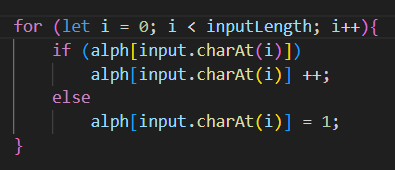 for (let i = 0; i < inputLength; i++){
    if (alph[input.charAt(i)])
        alph[input.charAt(i)] ++;
    else
        alph[input.charAt(i)] = 1;
}